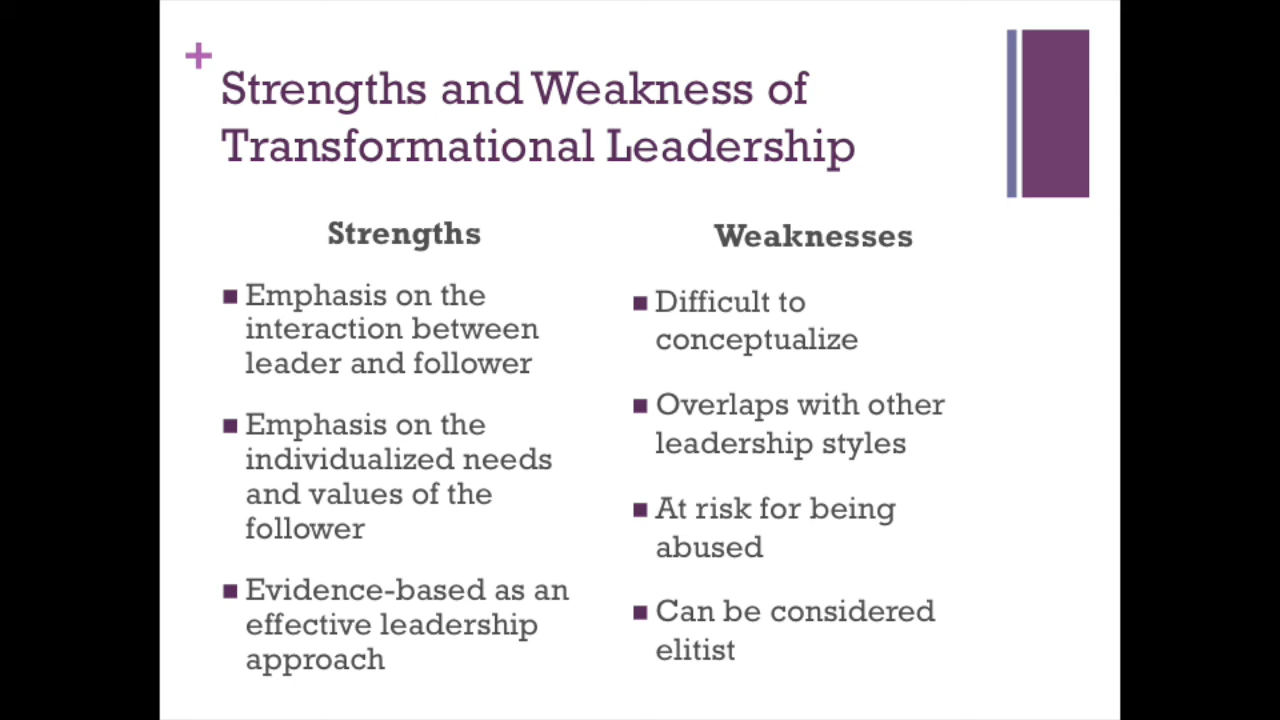 +
Strengths and Weakness of
Transformational Leadership
Strengths
Emphasis on the
interaction between
leader and follower
Emphasis on the
individualized needs
and values of the
follower
Evidence-based as an
effective leadership
approach
Weaknesses
Difficult to
conceptualize
Overlaps with other
leadership styles
At risk for being
abused
Can be considered
elitist